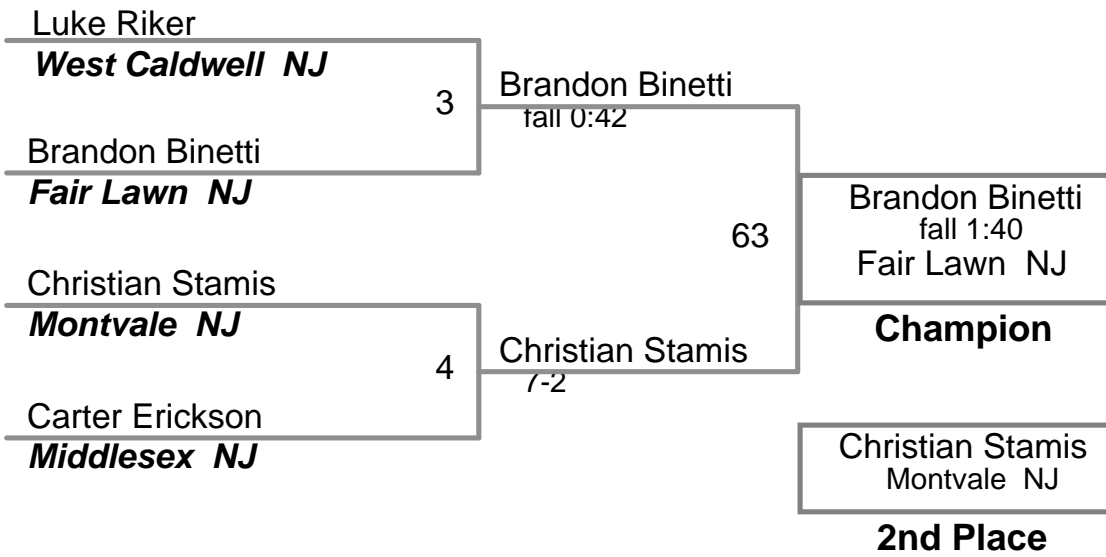 Luke Riker
West Caldwell NJ
3
Brandon Binetti
fall 0:42
Brandon Binetti
Fair Lawn NJ
Brandon Binetti
fall 1:40
Fair Lawn NJ
63
Christian Stamis
Montvale NJ
Champion
4
Christian Stamis
7-2
Carter Erickson
Middlesex NJ
Christian Stamis
Montvale NJ
2nd Place